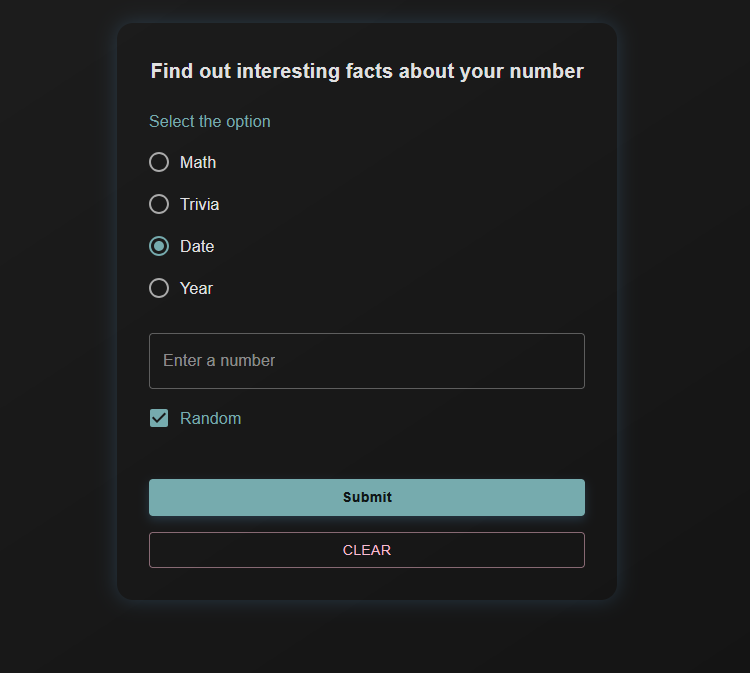 Find out interesting facts about your number
Select the option
Math
Trivia
Date
Year
Enter a number
Random
Submit
CLEAR